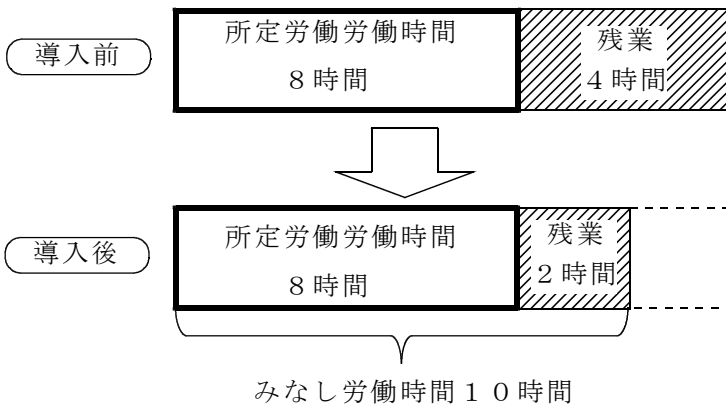 導入前
所定労働労働時間
８時間
残業
４時間
導入後
所定労働労働時間
８時間
残業
２時間
みなし労働時間１０時間